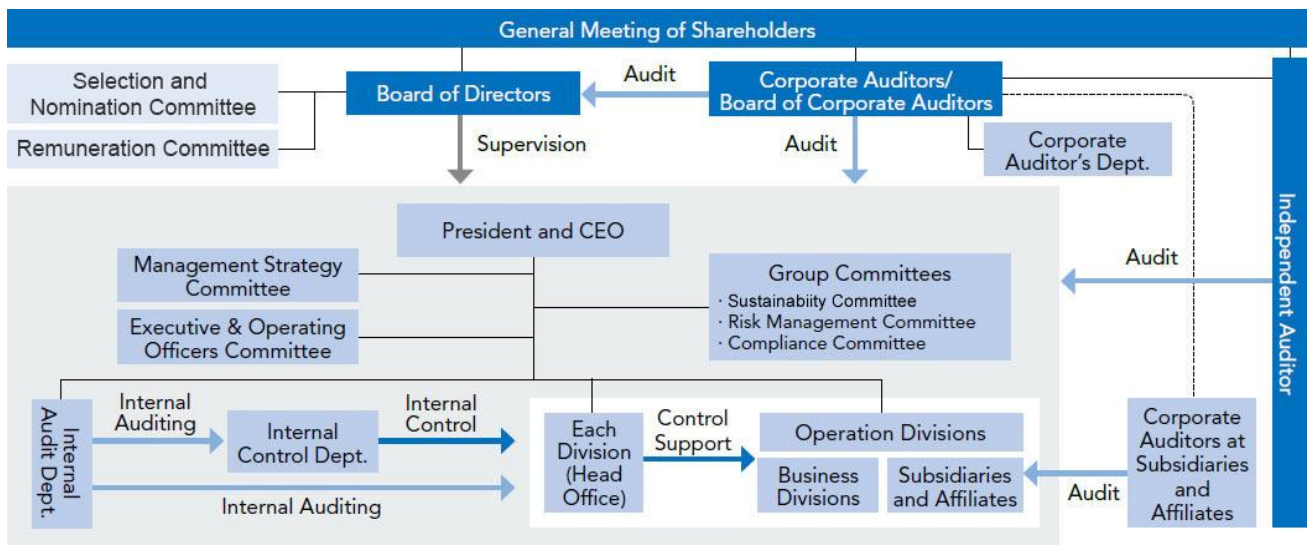 General Meeting of Shareholders
Selection and
Nomination Committee
Remuneration Committee
Board of Directors
Audit
Corporate Auditors/
Board of Corporate Auditors
Supervision
Audit
Corporate
Auditor's Dept.
Independent Auditor
President and CEO
Audit
Management Strategy
Committee
Executive & Operating
Officers Committee
Group Committees
· Sustainabiity Committee
· Risk Management Committee
· Compliance Committee
Internal
Audit Dept.
Internal
Auditing
Internal
Control Dept.
Internal
Control
Internal Auditing
Each
Division
(Head
Office)
Control
Support
Operation Divisions
Business
Divisions
Subsidiaries
and Affiliates
Audit
Corporate
Auditors at
Subsidiaries
and
Affiliates